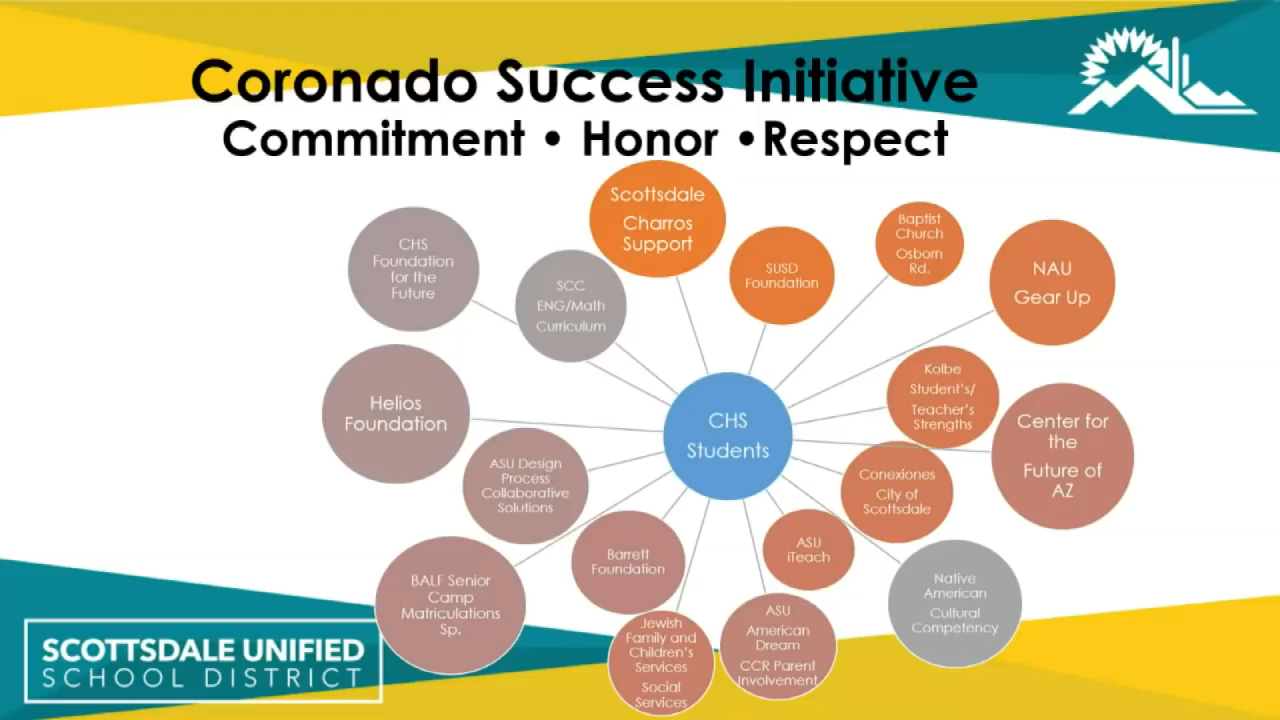 Coronado Success Initiative
Commitment • Honor •Respect
Scottsdale
Charros
Support
SUSD
Foundation
Baptist
Church
Osborn
Rd.
NAU
Gear Up
Kolbe
Student's/
Teacher's
Strengths
Center for
the
Future of
AZ
Conexiones
City of
Scottsdale
Native
American
Cultural
Competency
ASU
iTeach
ASU
American
Dream
CCR Parent
Involvement
Jewish
Family and
Children's
Services
Social
Services
Barrett
Foundation
BALF Senior
Camp
Matriculations
Sp.
ASU Design
Process
Collaborative
Solutions
Helios
Foundation
CHS
Foundation
for the
Future
SCC
ENG/Math
Curriculum
CHS
Students
SCOTTSDALE UNIFIED
SCHOOL DISTRICT